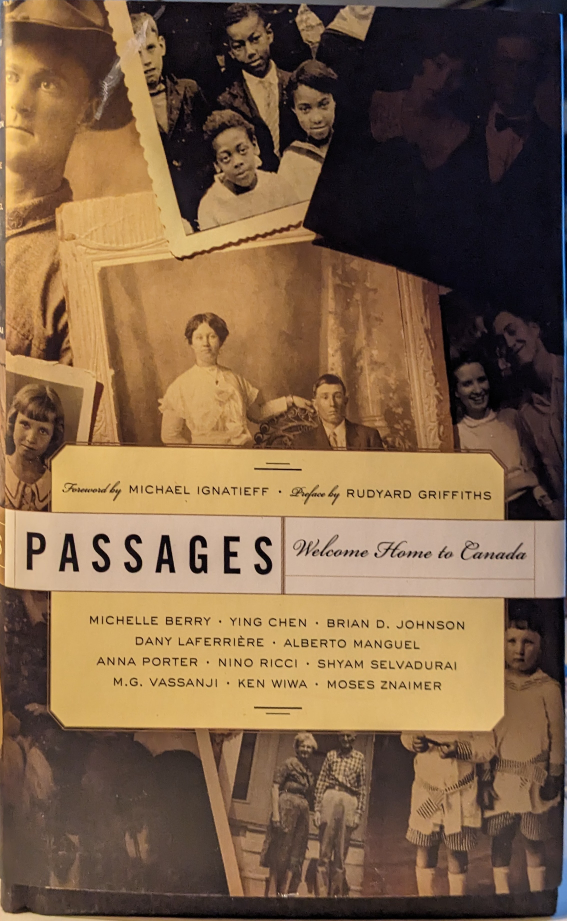 Foreword by MICHAEL IGNATIEFF · Preface by RUDYARD GRIFFITHS
PASSAGES Welcome Home to Canada
MICHELLE BERRY · YING CHEN · BRIAN D. JOHNSON
DANY LAFERRIÈRE · ALBERTO MANGUEL
ANNA PORTER · NINO RICCI · SHYAM SELVADURAI
M.G. VASSANJI · KEN WIWA · MOSES ZNAIMER